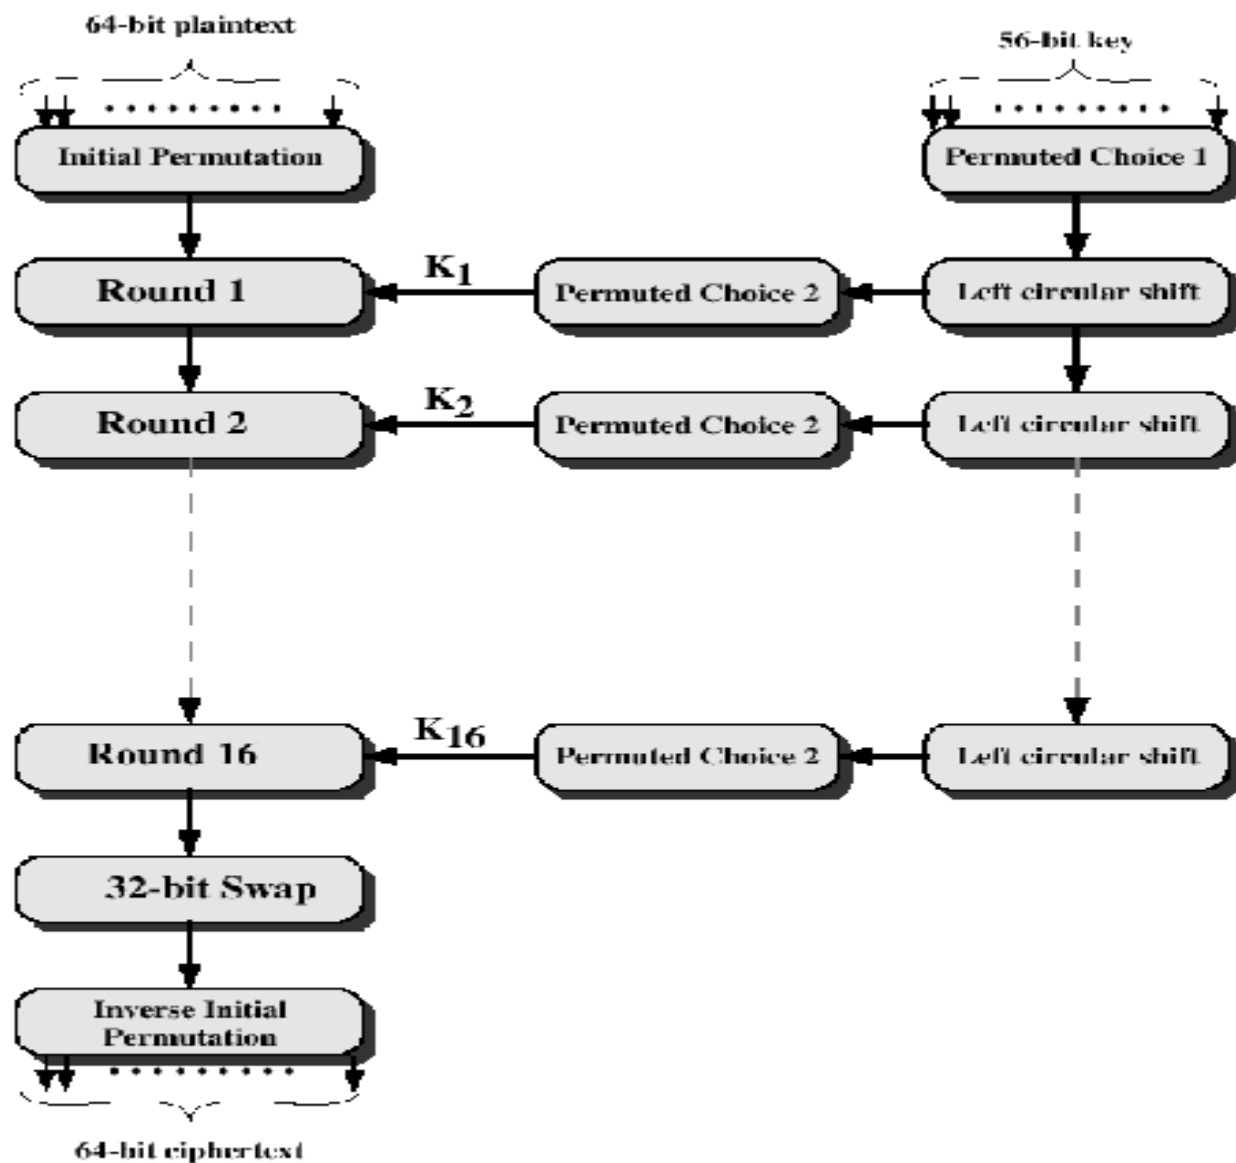 64-bit plaintext
56-bit key
Initial Permutation
Permuted Choice 1
Round 1
K1
Permuted Choice 2
Left circular shift
Round 2
K2
Permuted Choice 2
Left circular shift
Round 16
K16
Permuted Choice 2
Left circular shift
32-bit Swap
Inverse Initial
Permutation
64-bit ciphertext